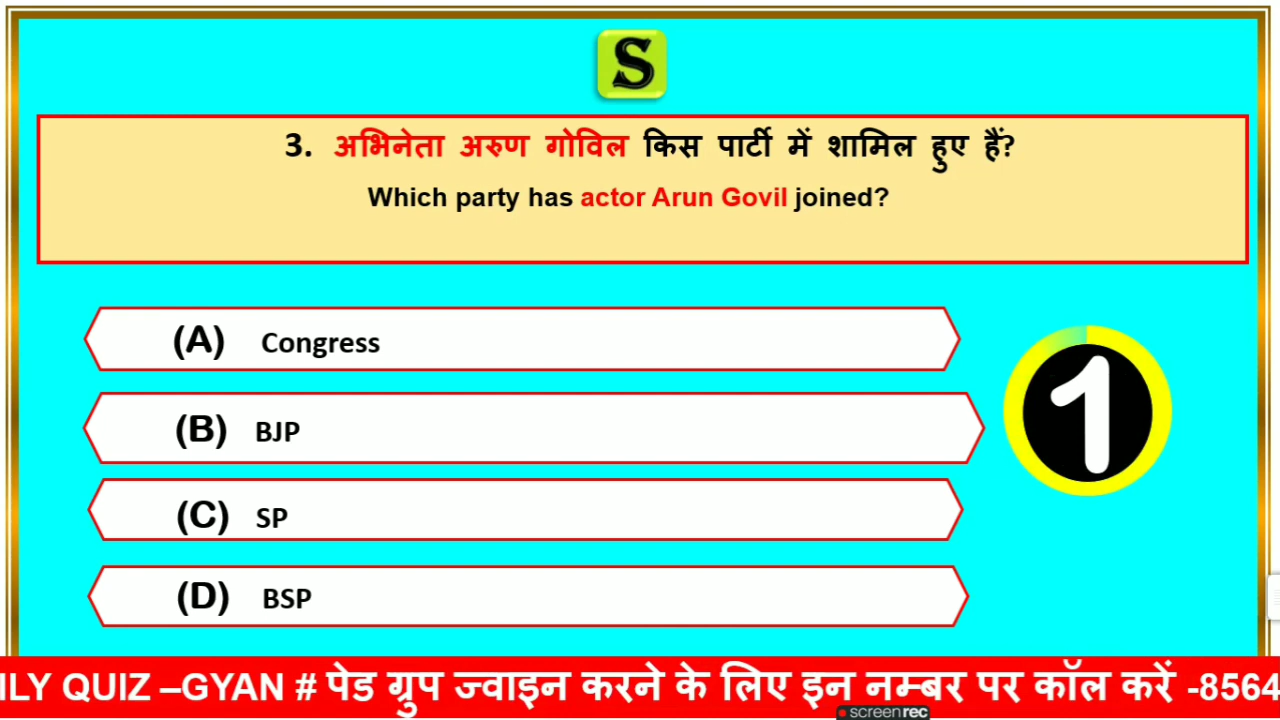 S
3. अभिनेता अरुण गोविल किस पार्टी में शामिल हुए हैं?
Which party has actor Arun Govil joined?
(A) Congress
1
(B) BJP
(C) SP
(D) BSP
ILY QUIZ –GYAN # पेड ग्रुप ज्वाइन करने के लिए इन नम्बर पर कॉल करें -8564
screenrec